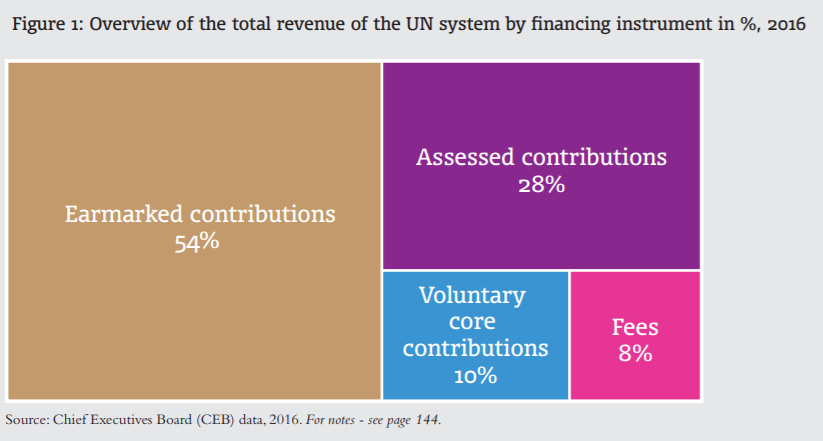 Figure 1: Overview of the total revenue of the UN system by financing instrument in %, 2016
Earmarked contributions
54%
Assessed contributions
28%
Voluntary
core
contributions
10%
Fees
8%
Source: Chief Executives Board (CEB) data, 2016. For notes - see page 144.